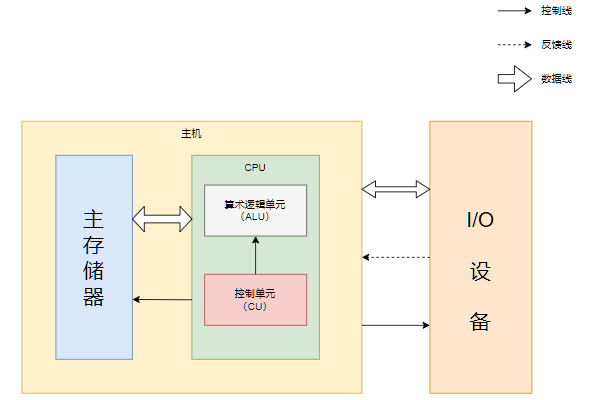 控制线
反馈线
数据线
主机
CPU
算术逻辑单元
（ALU）
控制单元
（CU）
主
存
储
器
I/O
设
备